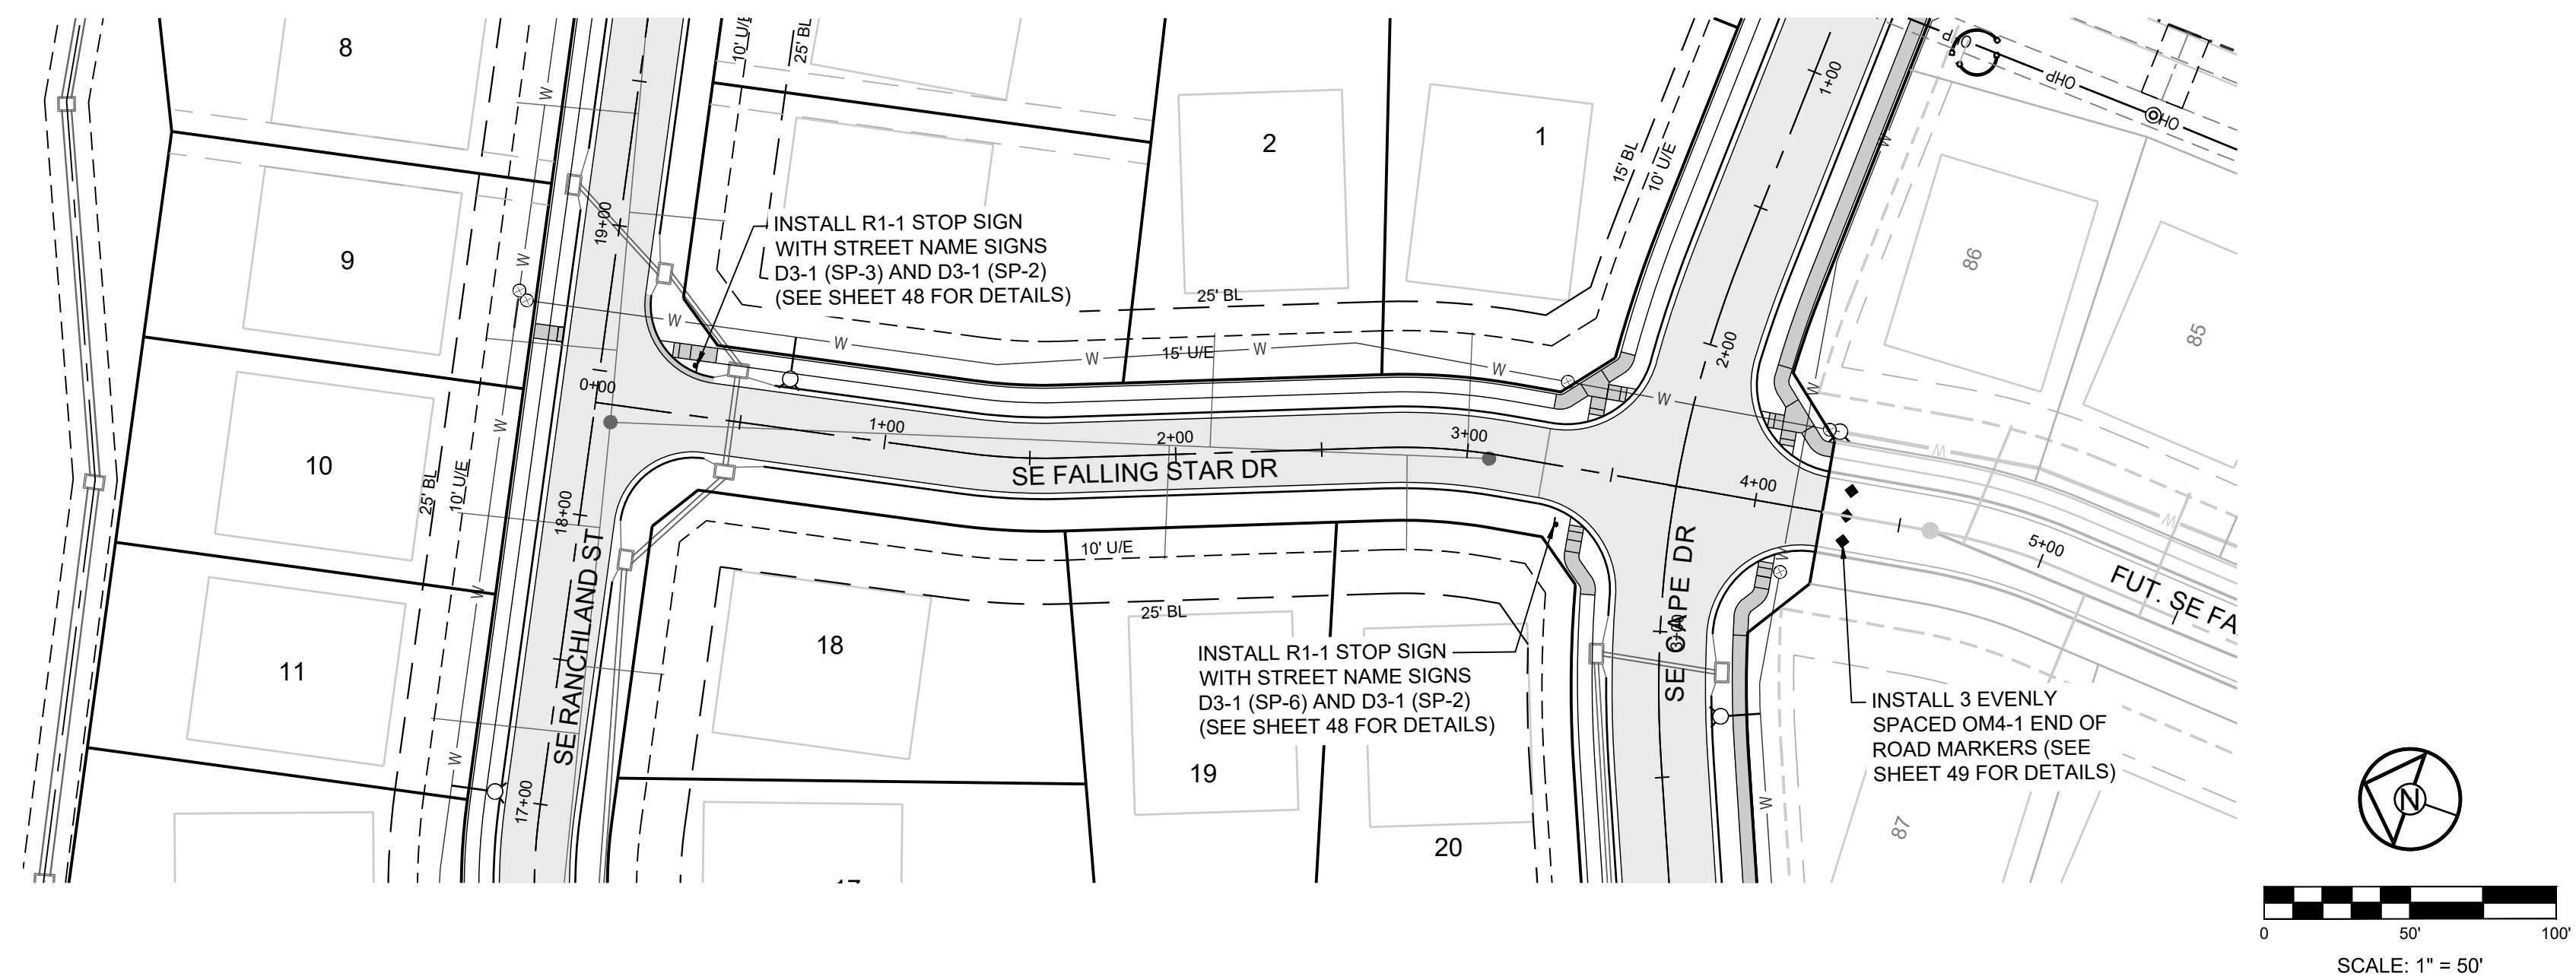 8
10' U/E
25' BL
2
1
15' BL
10' U/E
1+00
OHP
OHP
OHP
W
W
19+00
9
W
INSTALL R1-1 STOP SIGN
WITH STREET NAME SIGNS
D3-1 (SP-3) AND D3-1 (SP-2)
(SEE SHEET 48 FOR DETAILS)
86
85
25' BL
W
W
W
15' U/E
W
W
W
W
2+00
0+00
1+00
2+00
3+00
4+00
5+00
W
W
W
10
25' BL
10' U/E
18+00
SE FALLING STAR DR
SE RANCHLAND ST
SE CAPE DR
3+00
FUT. SE FA
10' U/E
25' BL
W
W
11
18
W
17+00
INSTALL R1-1 STOP SIGN
WITH STREET NAME SIGNS
D3-1 (SP-6) AND D3-1 (SP-2)
(SEE SHEET 48 FOR DETAILS)
INSTALL 3 EVENLY
SPACED OM4-1 END OF
ROAD MARKERS (SEE
SHEET 49 FOR DETAILS)
19
20
W
87
N
0 50' 100'
SCALE: 1" = 50'